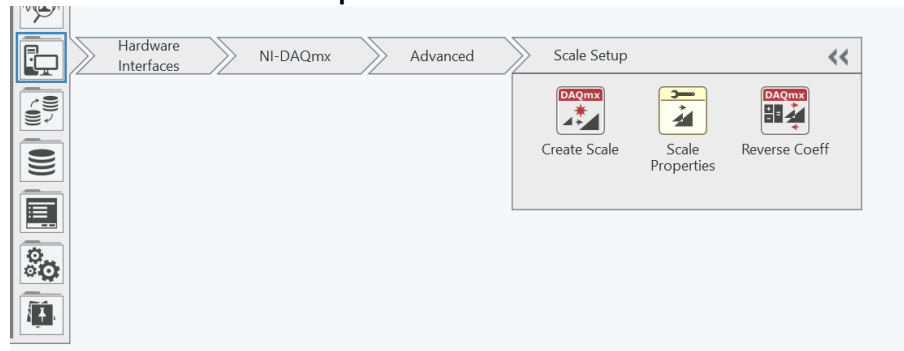 Hardware
Interfaces
NI-DAQmx
Advanced
Scale Setup
DAQmx
DAQmx
Create Scale
Scale
Properties
Reverse Coeff